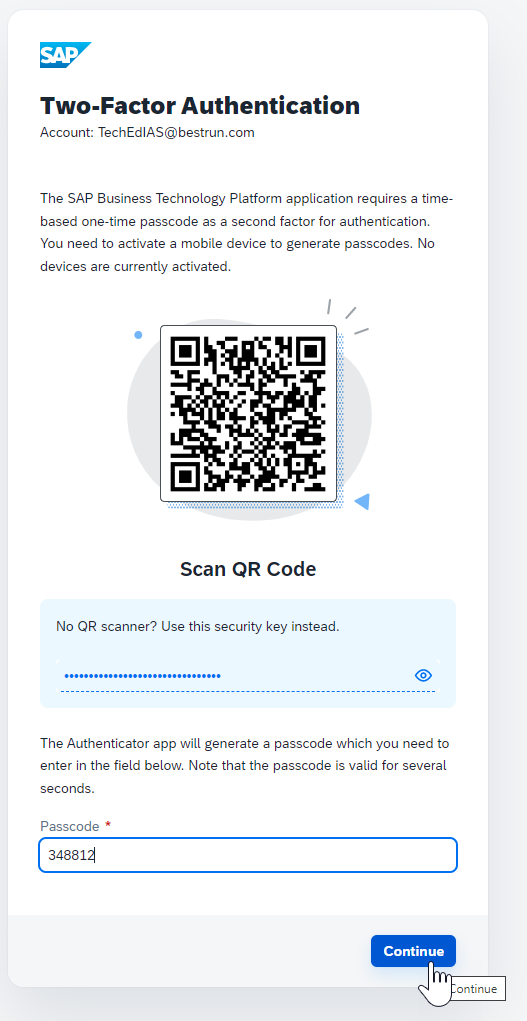 SAP
Two-Factor Authentication
Account: TechEdIAS@bestrun.com
The SAP Business Technology Platform application requires a time-
based one-time passcode as a second factor for authentication.
You need to activate a mobile device to generate passcodes. No
devices are currently activated.
Scan QR Code
No QR scanner? Use this security key instead.
••••••••••••••••••••••••••••••••
The Authenticator app will generate a passcode which you need to
enter in the field below. Note that the passcode is valid for several
seconds.
Passcode *
348812
Continue
Continue